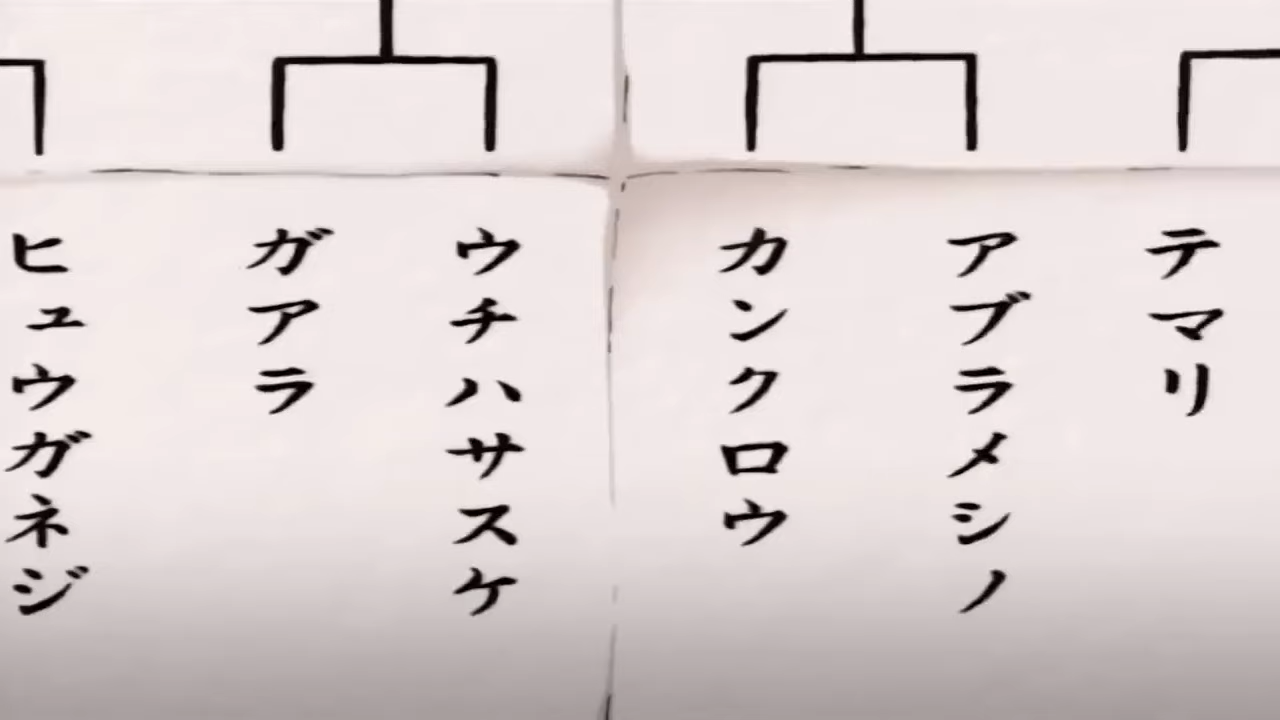 テマリ
アブラメシノ
カンクロウ
ウチハサスケ
ガアラ
ヒュウガネジ